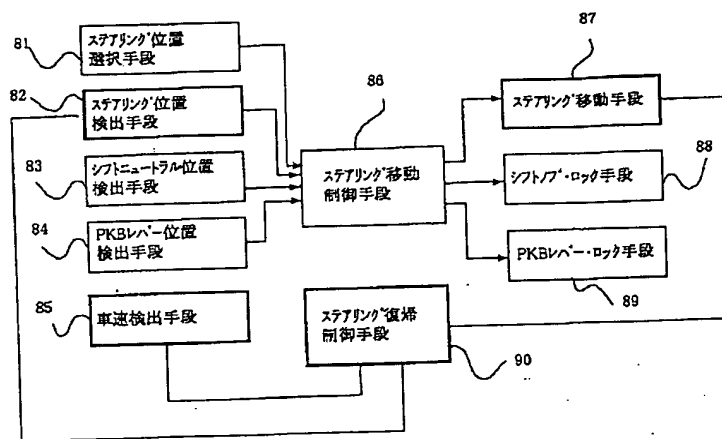 81
ステアリング位置
選択手段
82
ステアリング位置
検出手段
83
シフトニュートラル位置
検出手段
84
PKBレバー位置
検出手段
85
車速検出手段
86
ステアリング移動
制御手段
87
ステアリング移動手段
シフトノブ・ロック手段
88
PKBレバー・ロック手段
89
ステアリング復帰
制御手段
90